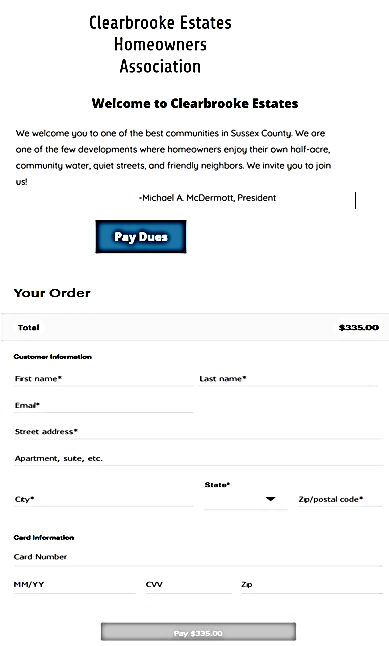 Clearbrooke Estates
Homeowners
Association
Welcome to Clearbrooke Estates
We welcome you to one of the best communities in Sussex County. We are
one of the few developments where homeowners enjoy their own half-acre,
community water, quiet streets, and friendly neighbors. We invite you to join
us!
-Michael A. McDermott, President
Pay Dues
Your Order
Total $335.00
Customer Information
First name* Last name*
Email*
Street address*
Apartment, suite, etc.
State*
City* Zip/postal code*
Card Information
Card Number
MM/YY CVV Zip
Pay $335.00